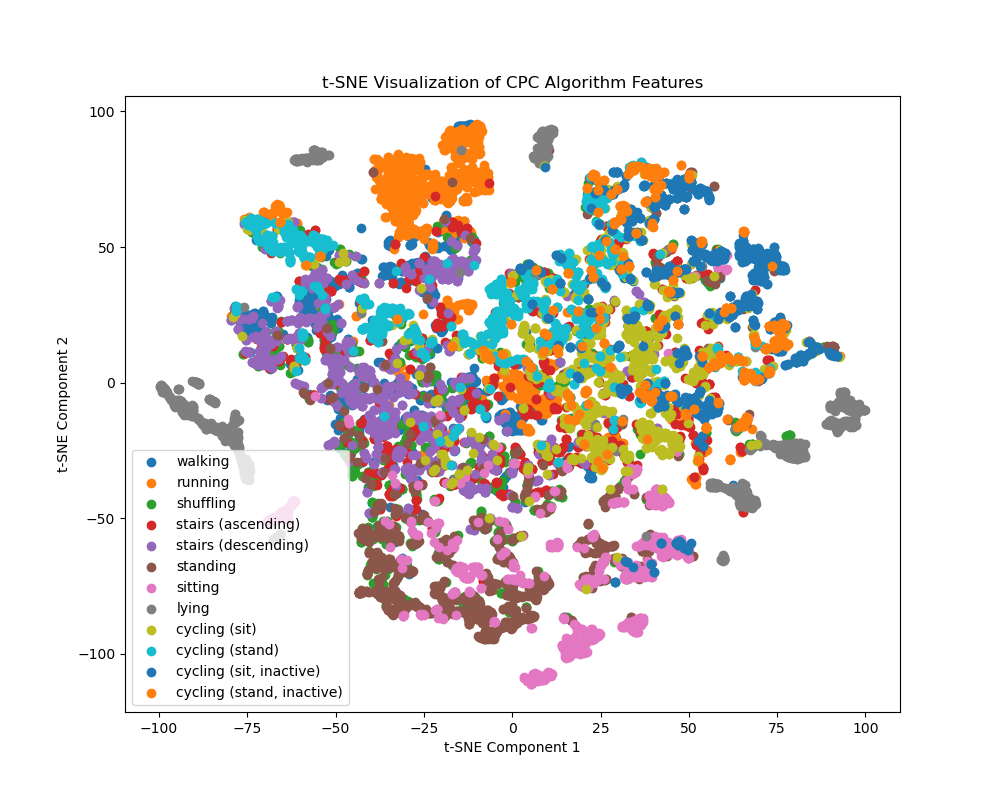 t-SNE Visualization of CPC Algorithm Features
100
50
0
−50
−100
t-SNE Component 2
walking
running
shuffling
stairs (ascending)
stairs (descending)
standing
sitting
lying
cycling (sit)
cycling (stand)
cycling (sit, inactive)
cycling (stand, inactive)
−100 −75 −50 −25 0 25 50 75 100
t-SNE Component 1